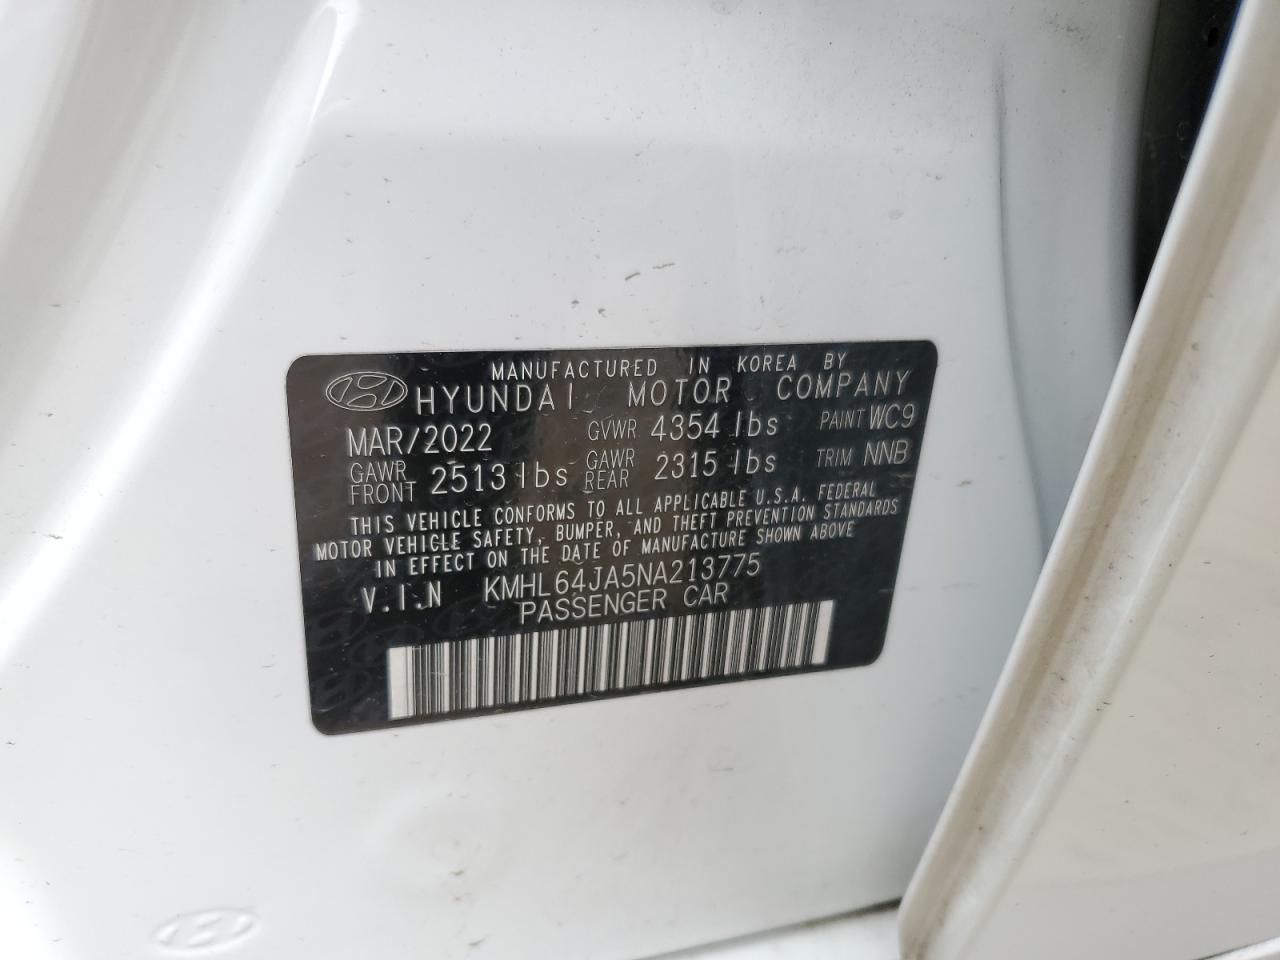 MANUFACTURED IN KOREA BY
HYUNDAI MOTOR COMPANY
MAR/2022 GVWR 4354 lbs PAINT WC9
GAWR FRONT 2513 lbs GAWR REAR 2315 lbs TRIM NNB
THIS VEHICLE CONFORMS TO ALL APPLICABLE U.S.A. FEDERAL
MOTOR VEHICLE SAFETY, BUMPER, AND THEFT PREVENTION STANDARDS
IN EFFECT ON THE DATE OF MANUFACTURE SHOWN ABOVE
V.I.N KMHL64JA5NA213775
PASSENGER CAR